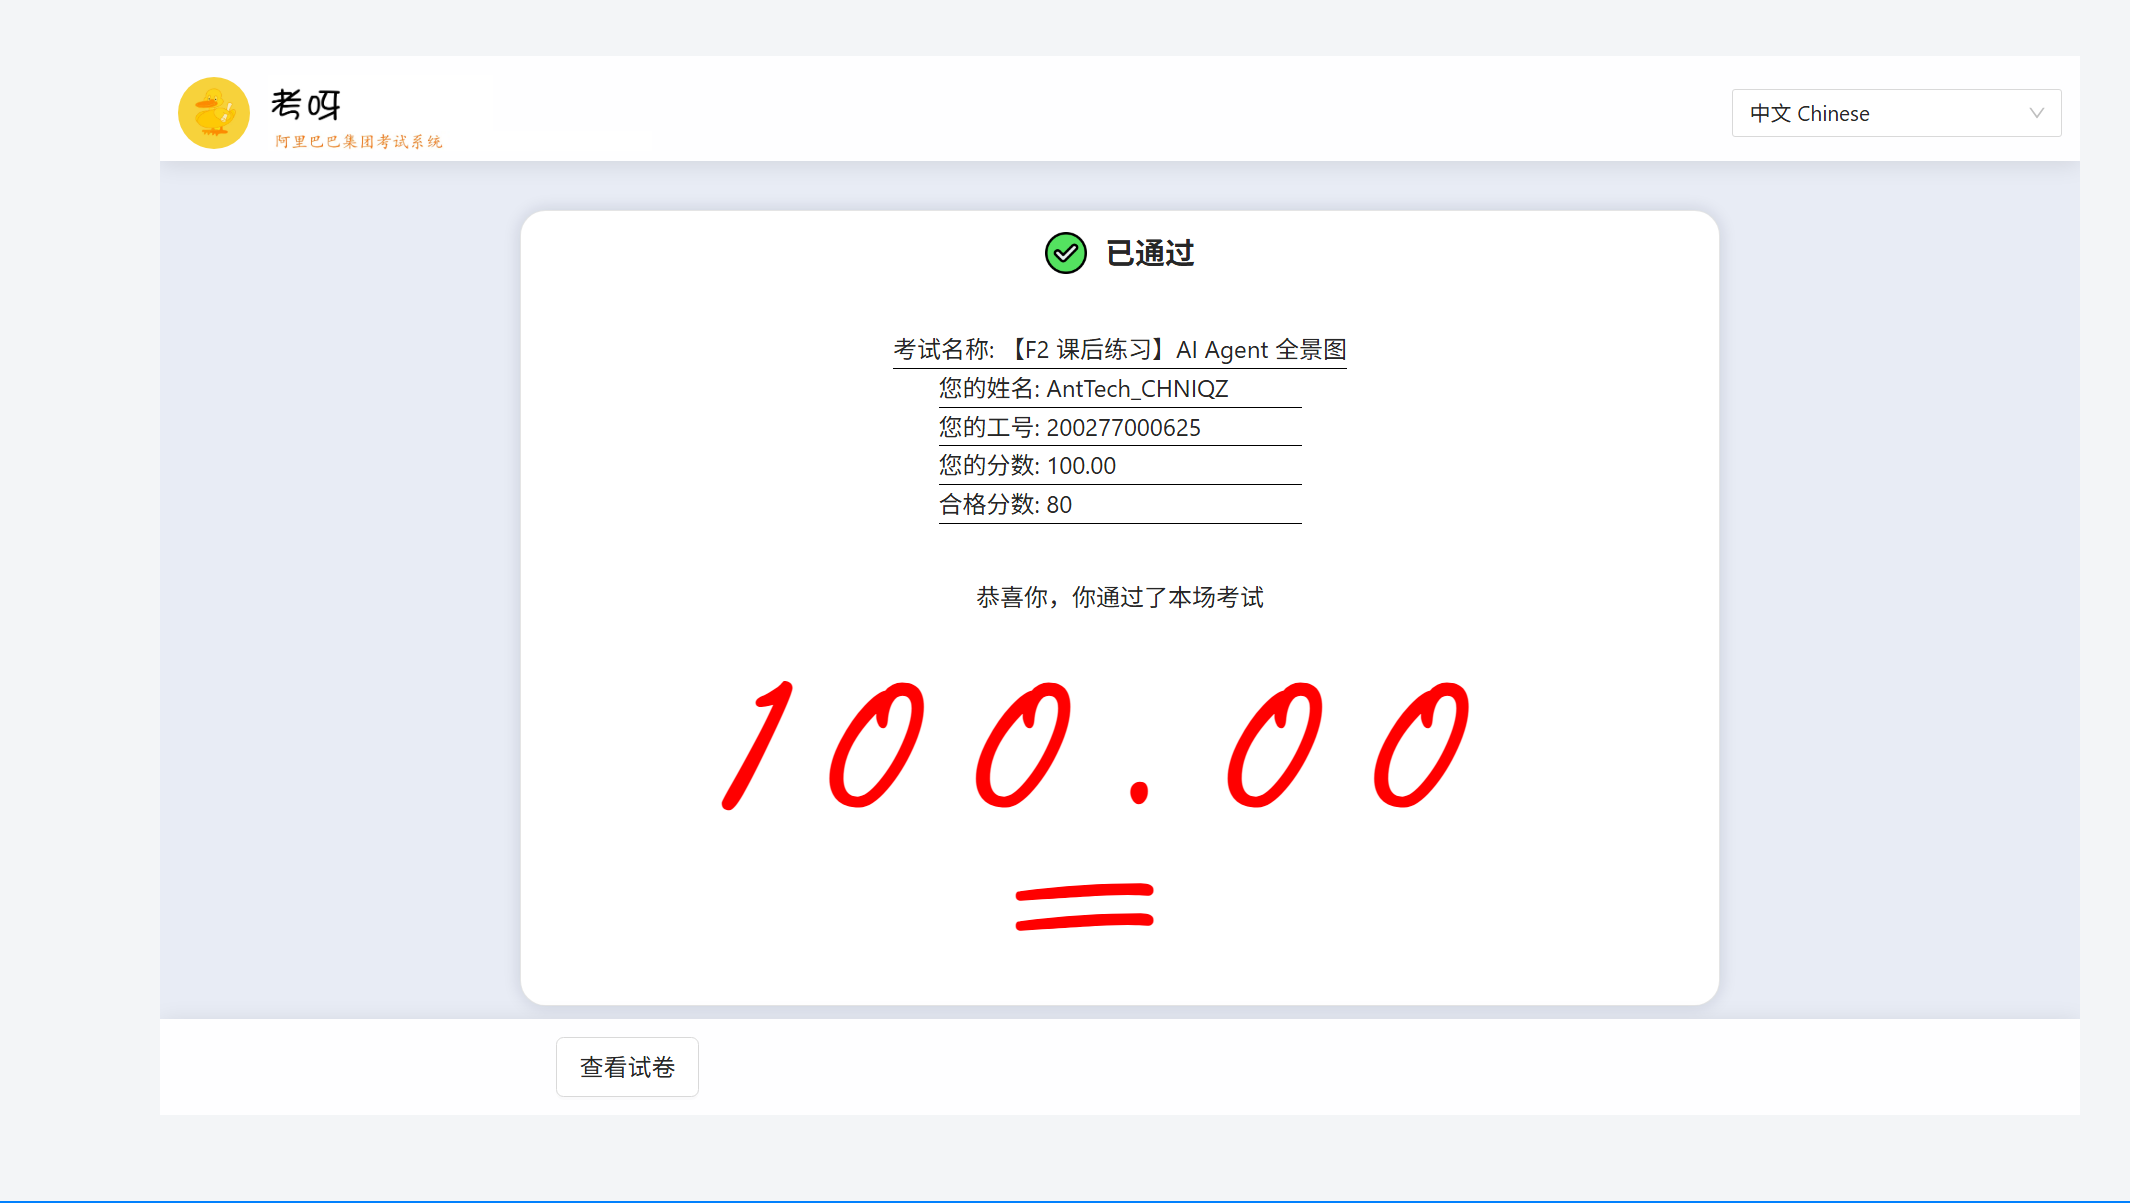 考呀
阿里巴巴集团考试系统
中文 Chinese
已通过
考试名称: 【F2 课后练习】AI Agent 全景图
您的姓名: AntTech_CHNIQZ
您的工号: 200277000625
您的分数: 100.00
合格分数: 80
恭喜你，你通过了本场考试
100.00
查看试卷